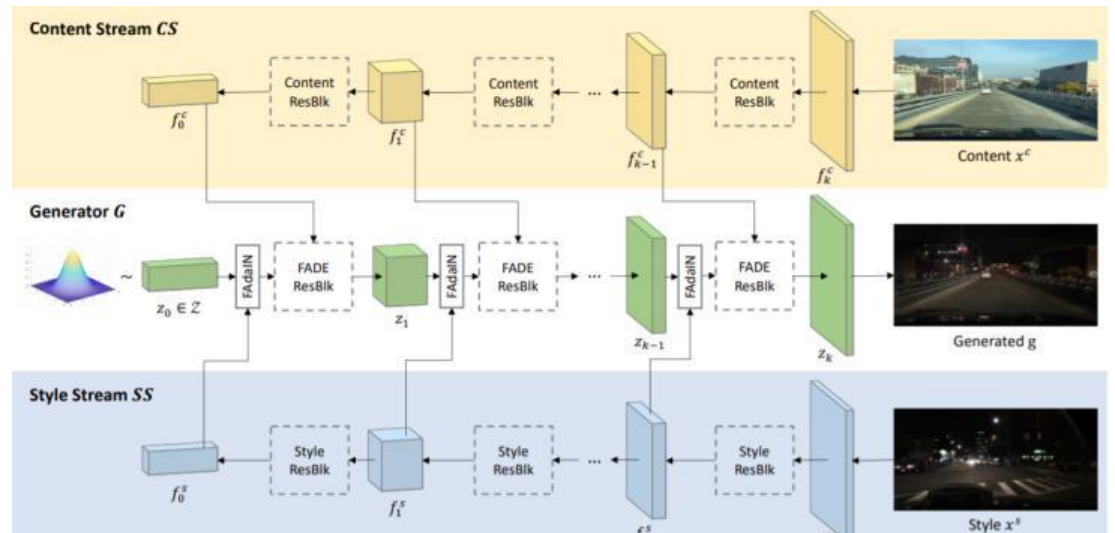 Content Stream CS
Content ResBlk
Content ResBlk
...
Content ResBlk
f_0^c
f_1^c
f_{k-1}^c
f_k^c
Content x^c
Generator G
~
z_0 ∈ Z
FAdaIN
FADE ResBlk
z_1
FAdaIN
FADE ResBlk
...
z_{k-1}
FAdaIN
FADE ResBlk
z_k
Generated g
Style Stream SS
f_0^s
Style ResBlk
f_1^s
Style ResBlk
...
Style ResBlk
Style x^s